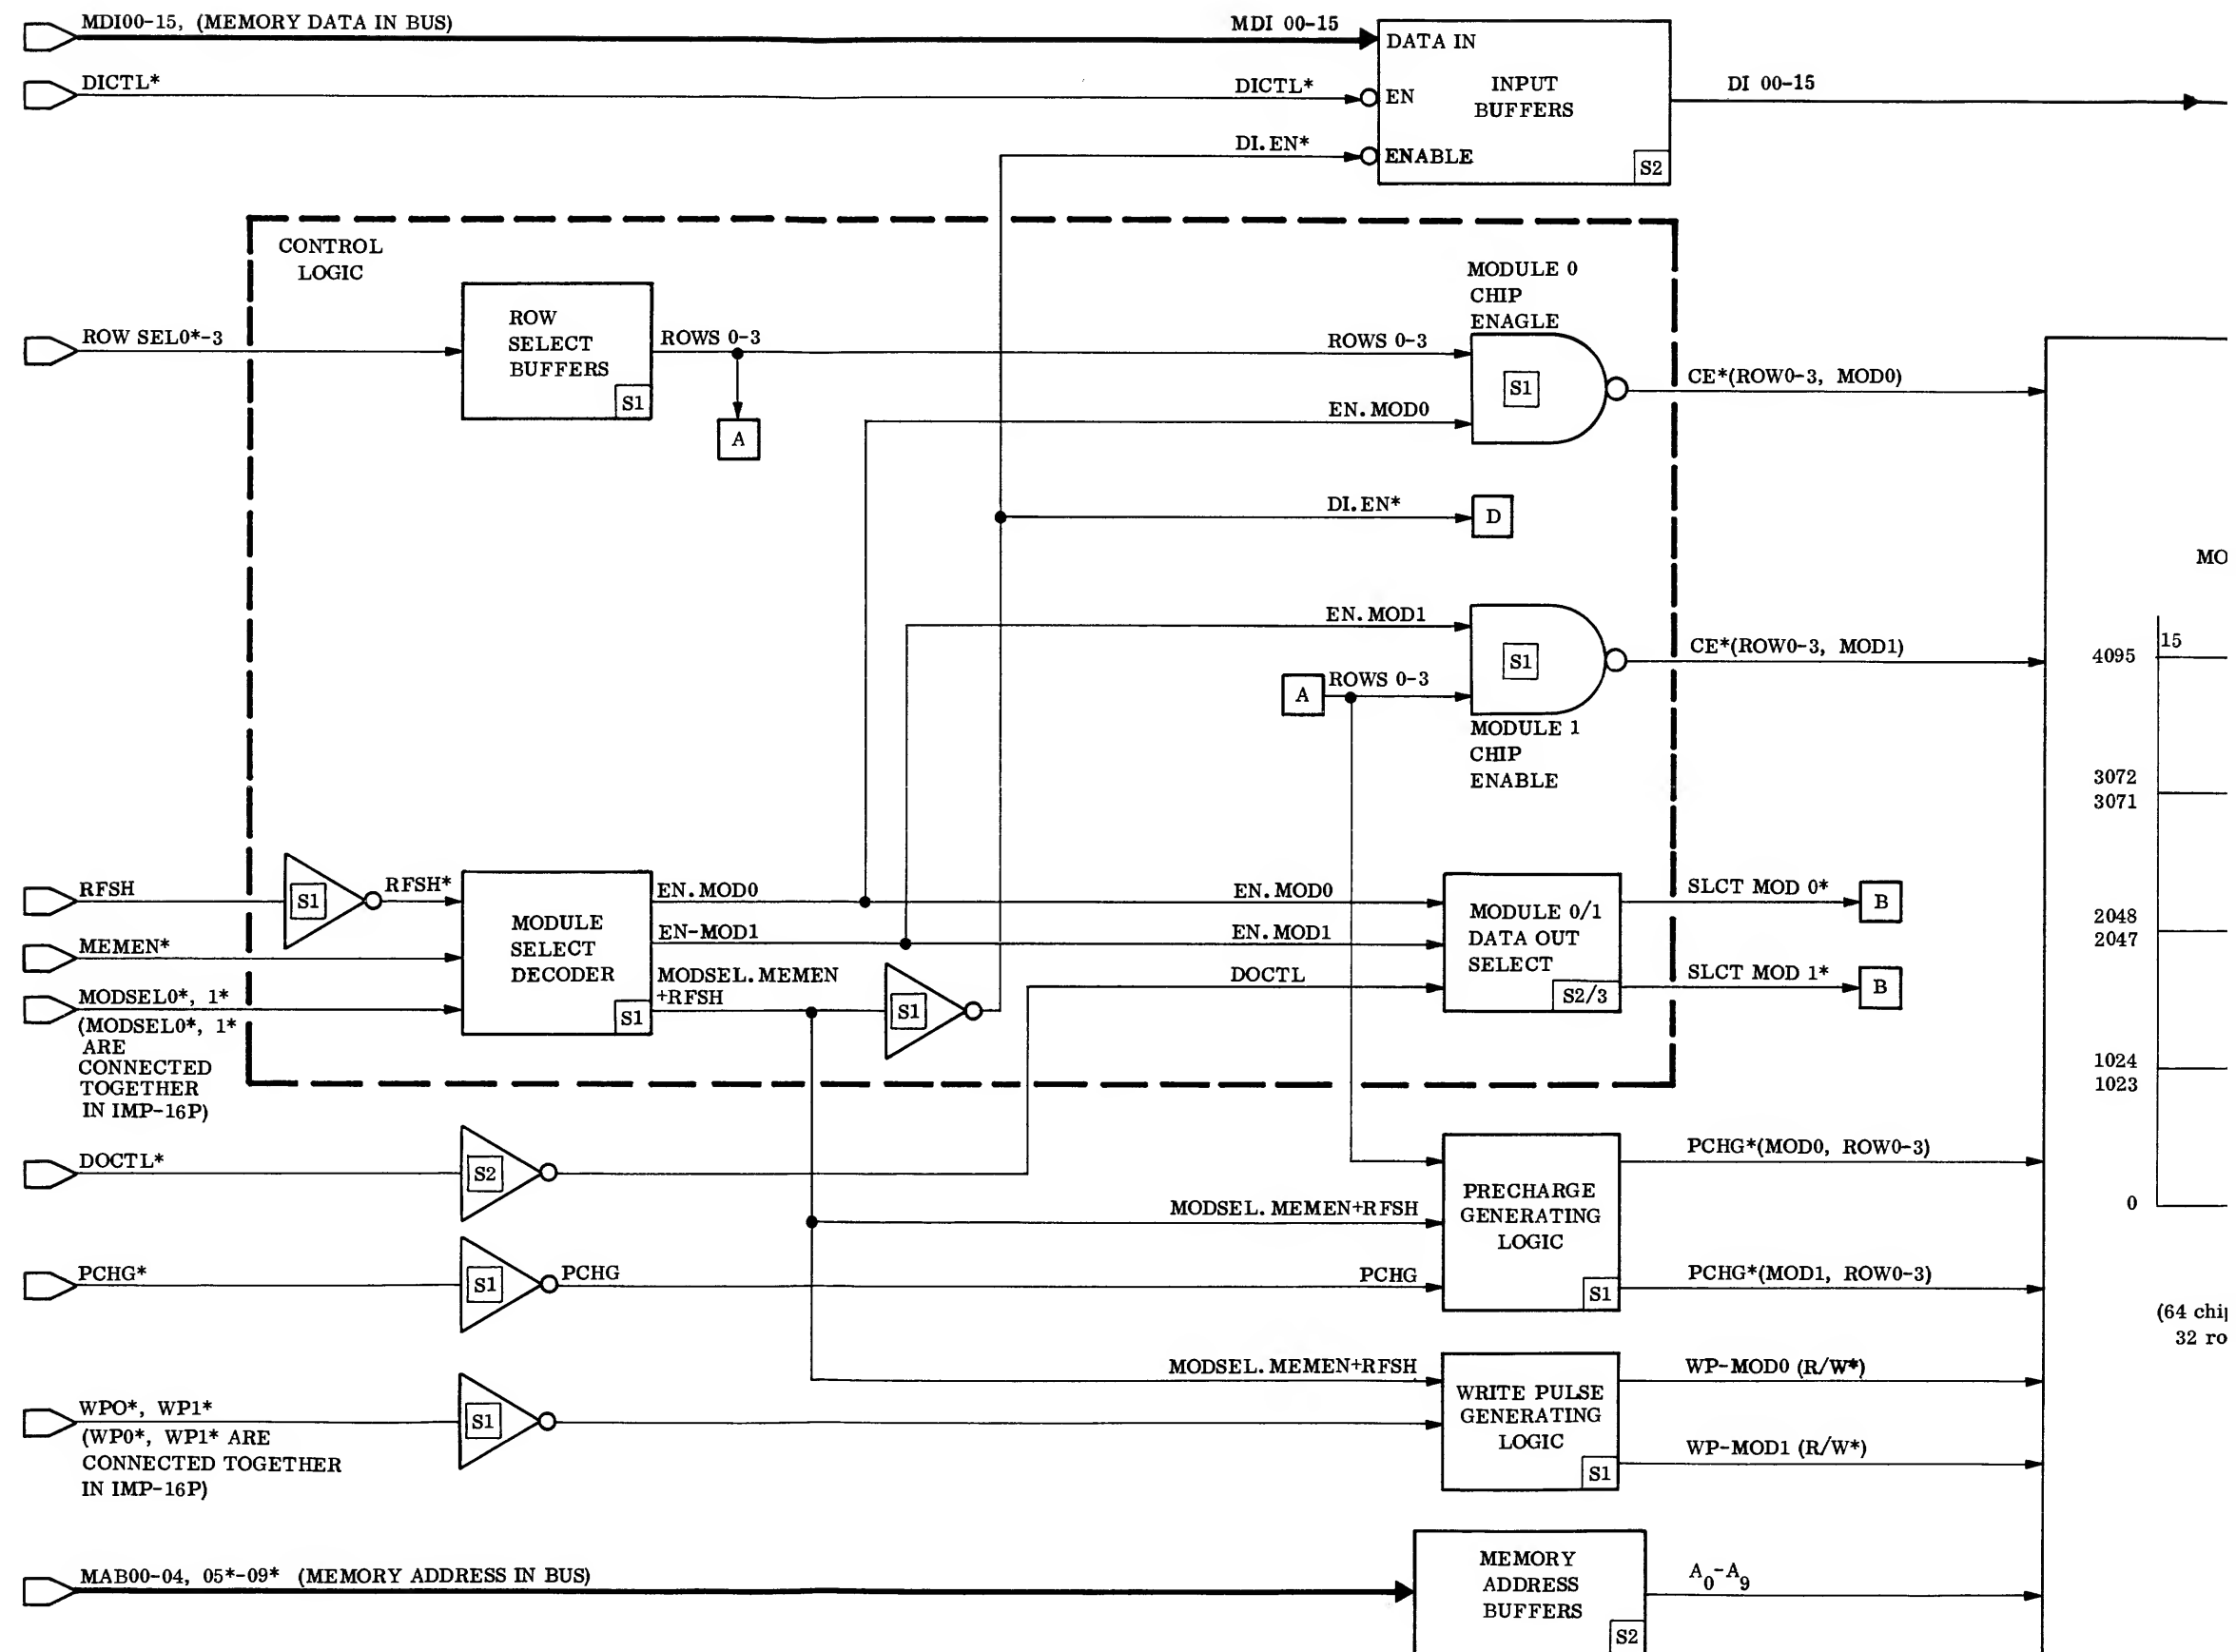 MDI00-15, (MEMORY DATA IN BUS)
MDI 00-15
DATA IN
DICTL*
DICTL*
EN
INPUT
BUFFERS
DI 00-15
DI.EN*
ENABLE
S2
CONTROL
LOGIC
ROW SEL0*-3
ROW
SELECT
BUFFERS
S1
ROWS 0-3
A
MODULE 0
CHIP
ENAGLE
ROWS 0-3
EN.MOD0
S1
CE*(ROW0-3, MOD0)
DI.EN*
D
MO
EN.MOD1
A
ROWS 0-3
S1
CE*(ROW0-3, MOD1)
MODULE 1
CHIP
ENABLE
15
4095
3072
3071
2048
2047
1024
1023
0
RFSH
S1
RFSH*
MEMEN*
MODSEL0*, 1*
(MODSEL0*, 1*
ARE
CONNECTED
TOGETHER
IN IMP-16P)
MODULE
SELECT
DECODER
S1
EN.MOD0
EN-MOD1
MODSEL.MEMEN
+RFSH
S1
EN.MOD0
EN.MOD1
DOCTL
MODULE 0/1
DATA OUT
SELECT
S2/3
SLCT MOD 0*
B
SLCT MOD 1*
B
DOCTL*
S2
PCHG*
S1
PCHG
MODSEL.MEMEN+RFSH
PCHG
PRECHARGE
GENERATING
LOGIC
S1
PCHG*(MOD0, ROW0-3)
PCHG*(MOD1, ROW0-3)
(64 chi
32 ro
WPO*, WP1*
(WP0*, WP1* ARE
CONNECTED TOGETHER
IN IMP-16P)
S1
MODSEL.MEMEN+RFSH
WRITE PULSE
GENERATING
LOGIC
S1
WP-MOD0 (R/W*)
WP-MOD1 (R/W*)
MAB00-04, 05*-09* (MEMORY ADDRESS IN BUS)
MEMORY
ADDRESS
BUFFERS
S2
A0-A9